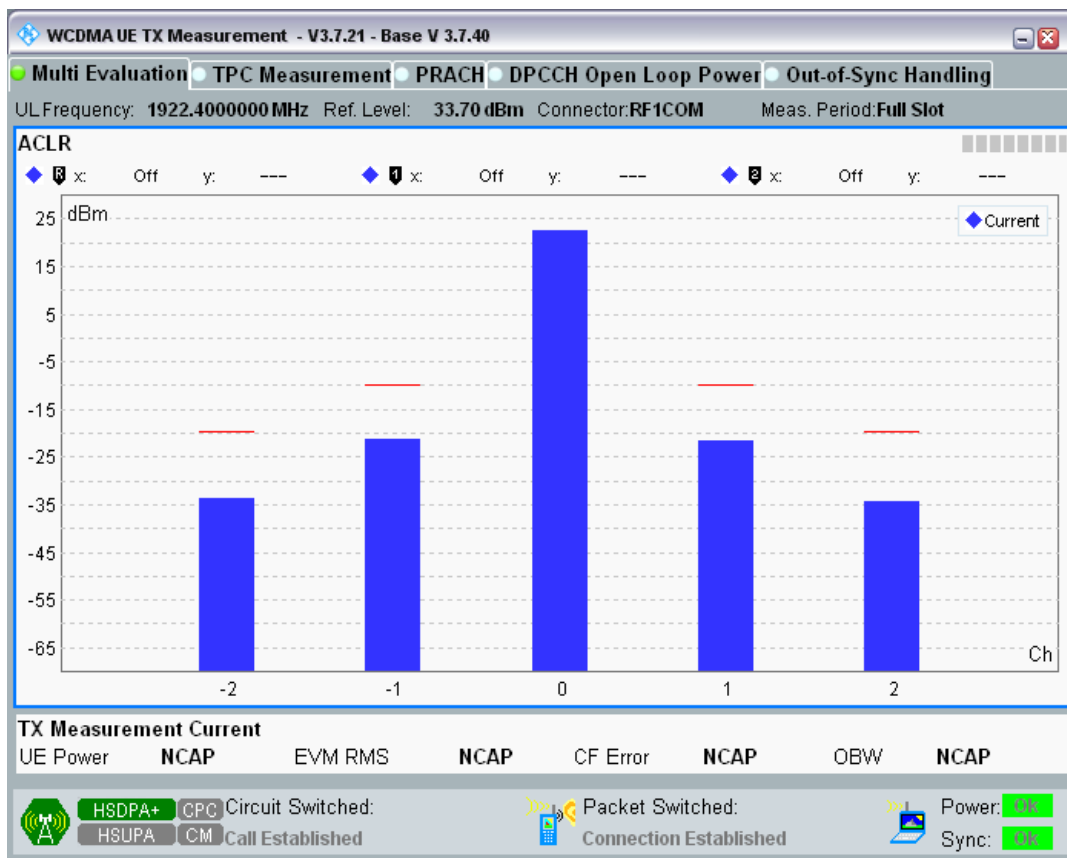 WCDMA UE TX Measurement - V3.7.21 - Base V 3.7.40
Multi Evaluation TPC Measurement PRACH DPCCH Open Loop Power Out-of-Sync Handling
UL Frequency: 1922.4000000 MHz Ref. Level: 33.70 dBm Connector:RF1COM Meas. Period:Full Slot
ACLR
R x: Off y: --- 1 x: Off y: --- 2 x: Off y: ---
dBm
Current
25
15
5
-5
-15
-25
-35
-45
-55
-65
Ch
-2 -1 0 1 2
TX Measurement Current
UE Power NCAP EVM RMS NCAP CF Error NCAP OBW NCAP
HSDPA+ CPC Circuit Switched: Packet Switched: Power: Ok
HSUPA CM Call Established Connection Established Sync: Ok